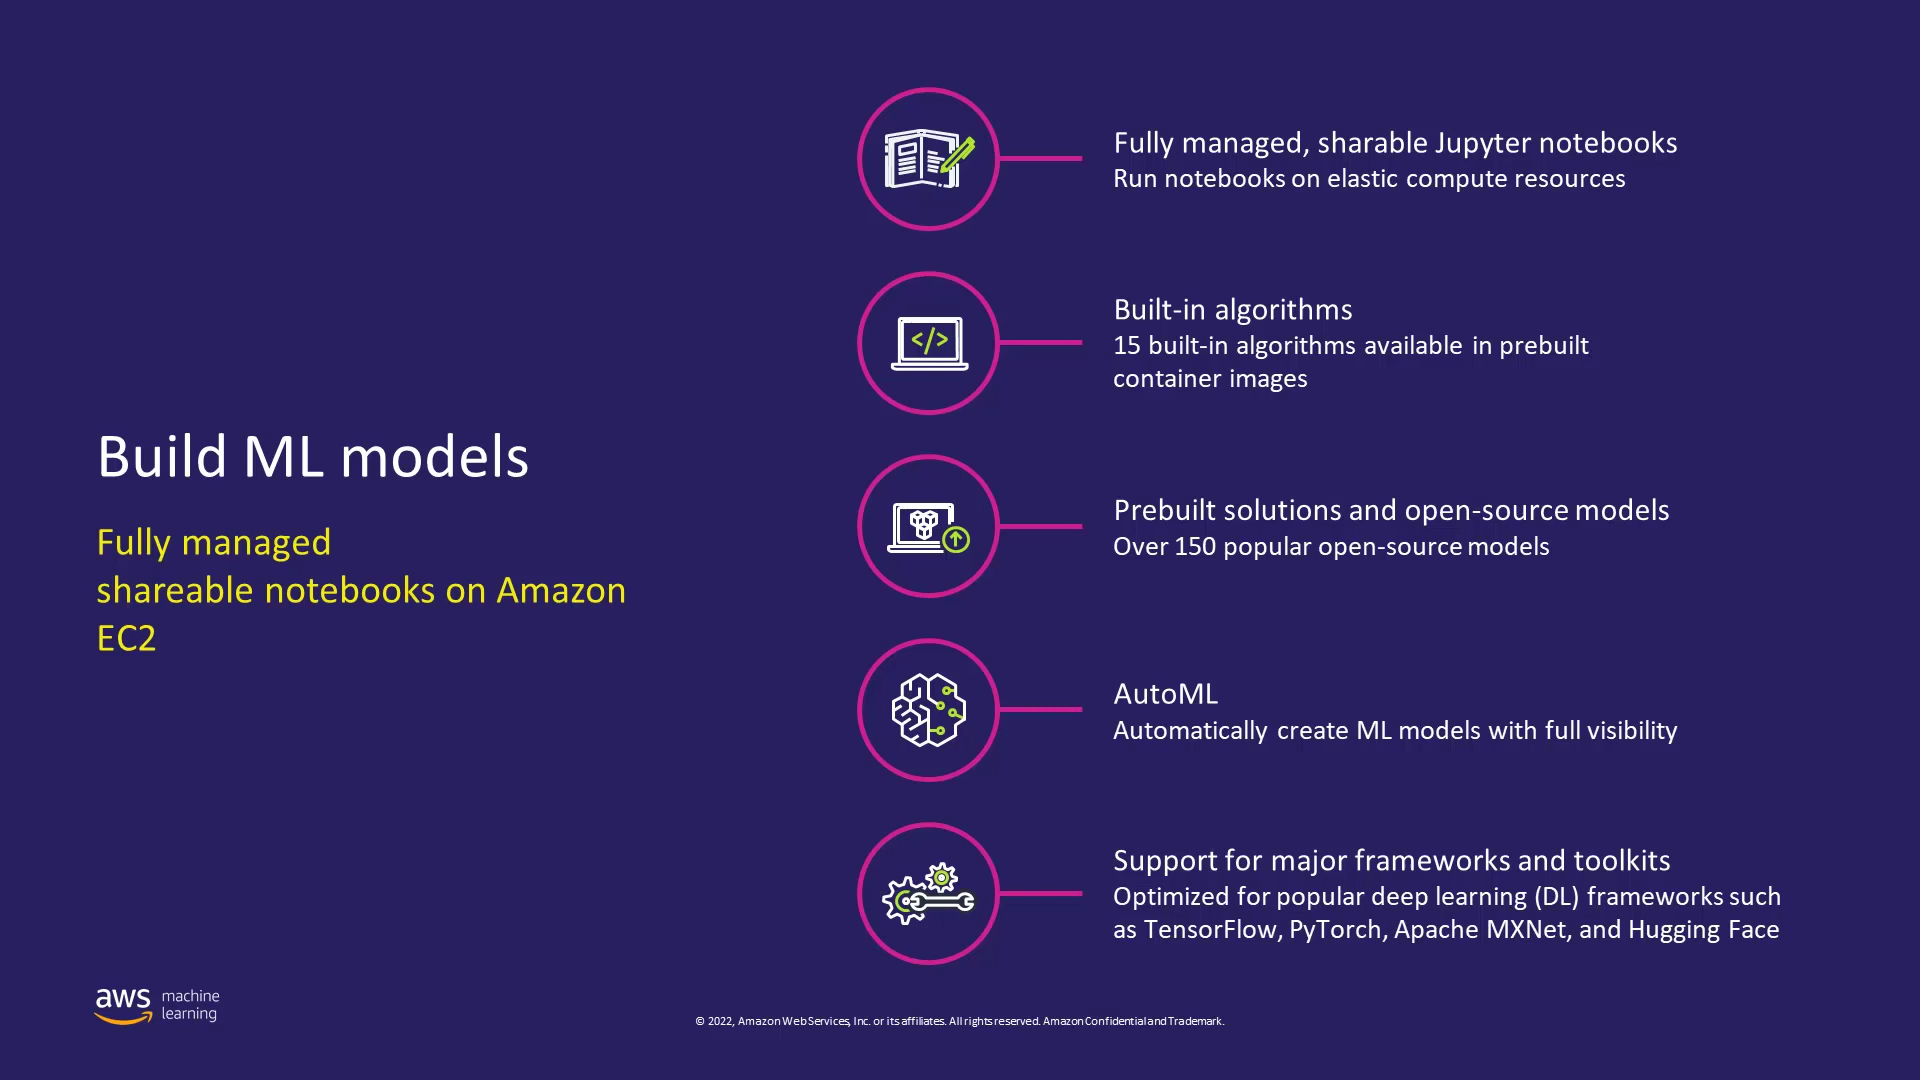 Build ML models
Fully managed
shareable notebooks on Amazon
EC2
Fully managed, sharable Jupyter notebooks
Run notebooks on elastic compute resources
Built-in algorithms
15 built-in algorithms available in prebuilt
container images
</>
Prebuilt solutions and open-source models
Over 150 popular open-source models
AutoML
Automatically create ML models with full visibility
Support for major frameworks and toolkits
Optimized for popular deep learning (DL) frameworks such
as TensorFlow, PyTorch, Apache MXNet, and Hugging Face
aws machine
learning
© 2022, Amazon Web Services, Inc. or its affiliates. All rights reserved. Amazon Confidential and Trademark.